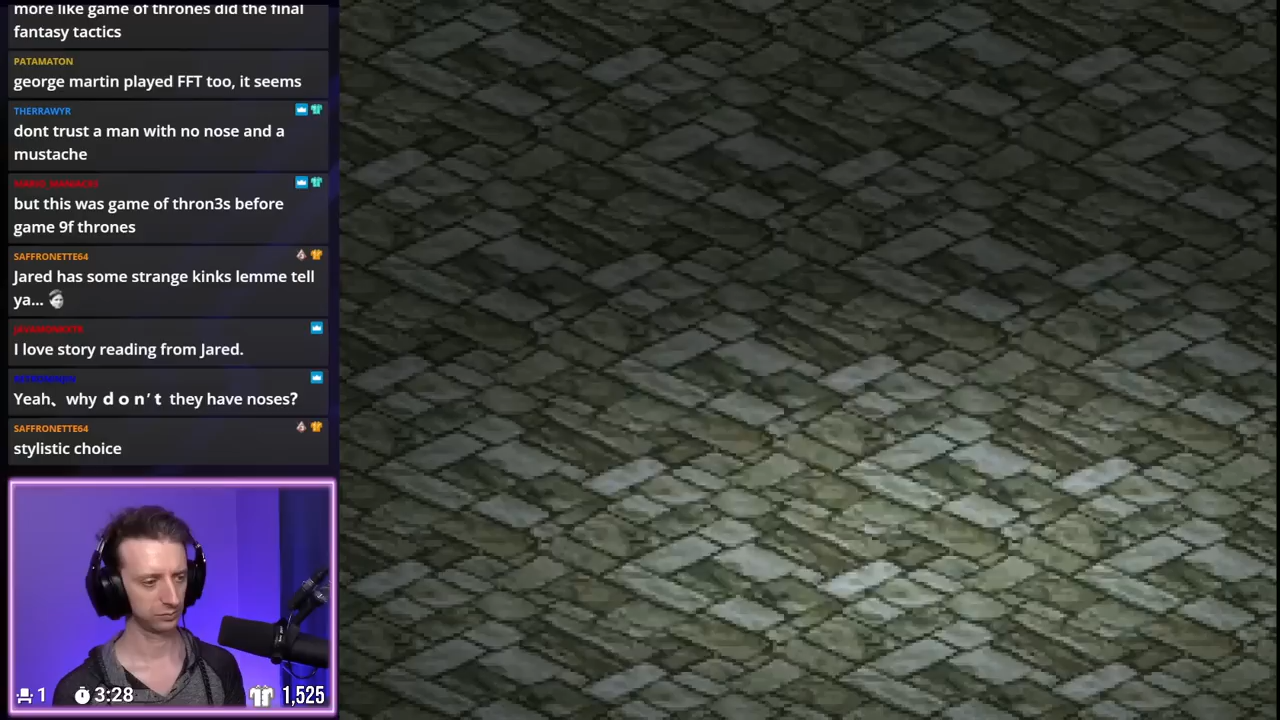 more like game of thrones did the final
fantasy tactics
PATAMATON
george martin played FFT too, it seems
THERRAWYR
dont trust a man with no nose and a
mustache
MARIO_MANIAC93
but this was game of thron3s before
game 9f thrones
SAFFRONETTE64
Jared has some strange kinks lemme tell
ya...
I love story reading from Jared.
Yeah、why ｄｏｎ’ｔ they have noses?
SAFFRONETTE64
stylistic choice
1 3:28 1,525